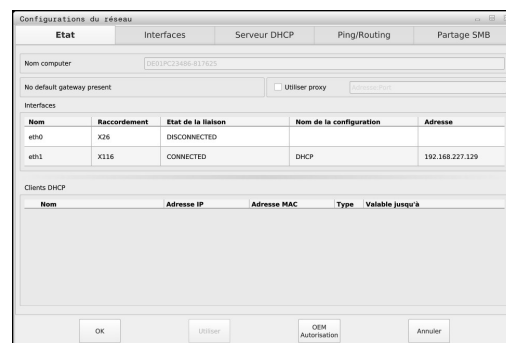 Configurations du réseau
Etat Interfaces Serveur DHCP Ping/Routing Partage SMB
Nom computer DE01PC23486-817625
No default gateway present Utiliser proxy
Interfaces
Nom Raccordement Etat de la liaison Nom de la configuration Adresse
eth0 X26 DISCONNECTED
eth1 X116 CONNECTED DHCP 192.168.227.129
Clients DHCP
Nom Adresse IP Adresse MAC Type Valable jusqu'à
OK Utiliser OEM Autorisation Annuler